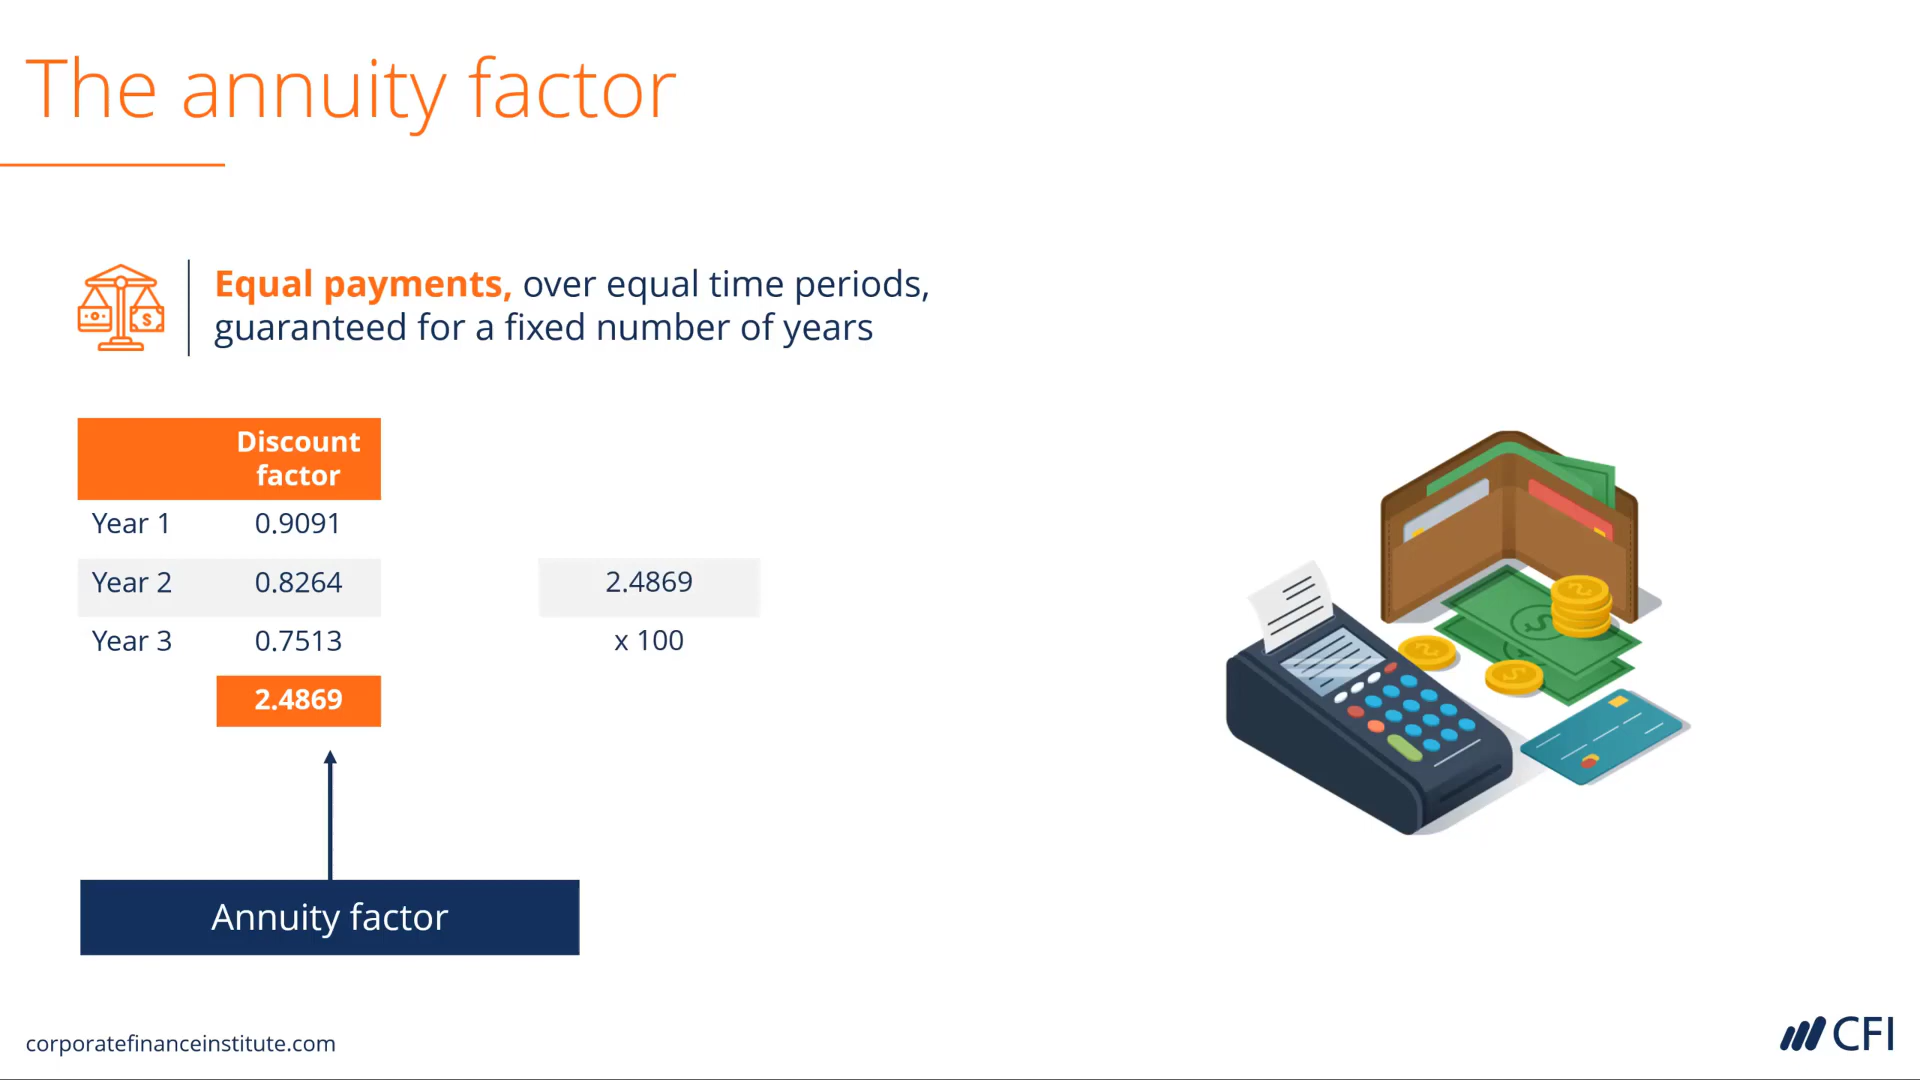 The annuity factor
Equal payments, over equal time periods,
guaranteed for a fixed number of years
Discount
factor
Year 1 0.9091
Year 2 0.8264
Year 3 0.7513
2.4869
2.4869
x 100
Annuity factor
corporatefinanceinstitute.com
CFI